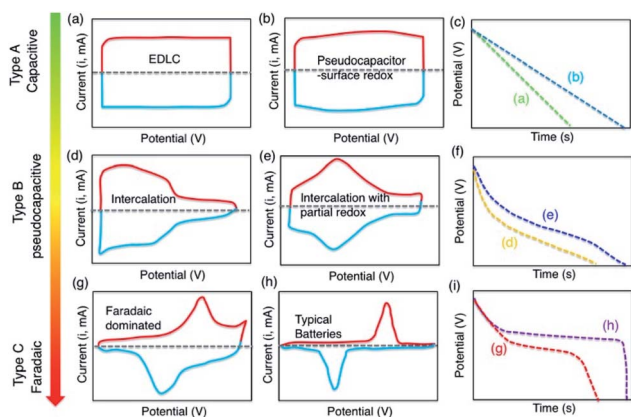 Type A
Capacitive
Type B
pseudocapacitive
Type C
Faradaic
(a)
EDLC
Current (i, mA)
Potential (V)
(b)
Pseudocapacitor
-surface redox
Current (i, mA)
Potential (V)
(c)
(b)
(a)
Potential (V)
Time (s)
(d)
Intercalation
Current (i, mA)
Potential (V)
(e)
Intercalation with
partial redox
Current (i, mA)
Potential (V)
(f)
(e)
(d)
Potential (V)
Time (s)
(g)
Faradaic
dominated
Current (i, mA)
Potential (V)
(h)
Typical
Batteries
Current (i, mA)
Potential (V)
(i)
(h)
(g)
Potential (V)
Time (s)